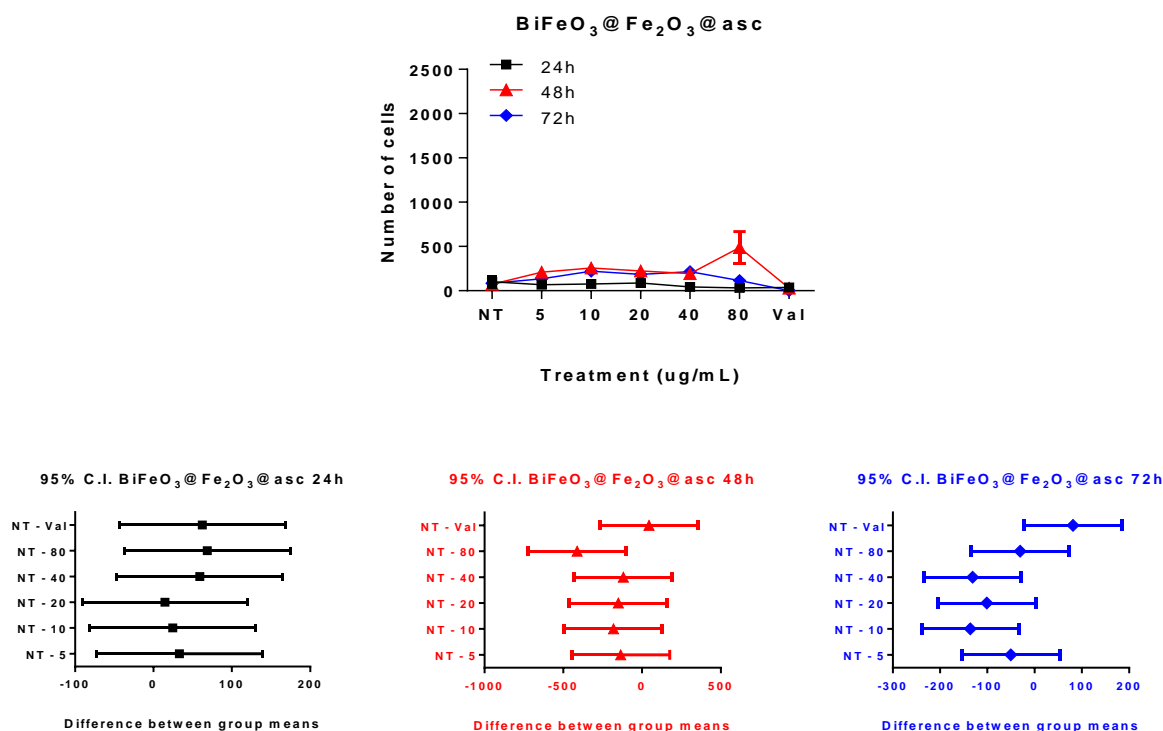 BiFeO3@Fe2O3@asc
24h
48h
72h
Number of cells
2500
2000
1500
1000
500
0
NT 5 10 20 40 80 Val
Treatment (ug/mL)
95% C.I. BiFeO3@Fe2O3@asc 24h
NT - Val
NT - 80
NT - 40
NT - 20
NT - 10
NT - 5
-100 0 100 200
Difference between group means
95% C.I. BiFeO3@Fe2O3@asc 48h
NT - Val
NT - 80
NT - 40
NT - 20
NT - 10
NT - 5
-1000 -500 0 500
Difference between group means
95% C.I. BiFeO3@Fe2O3@asc 72h
NT - Val
NT - 80
NT - 40
NT - 20
NT - 10
NT - 5
-300 -200 -100 0 100 200
Difference between group means